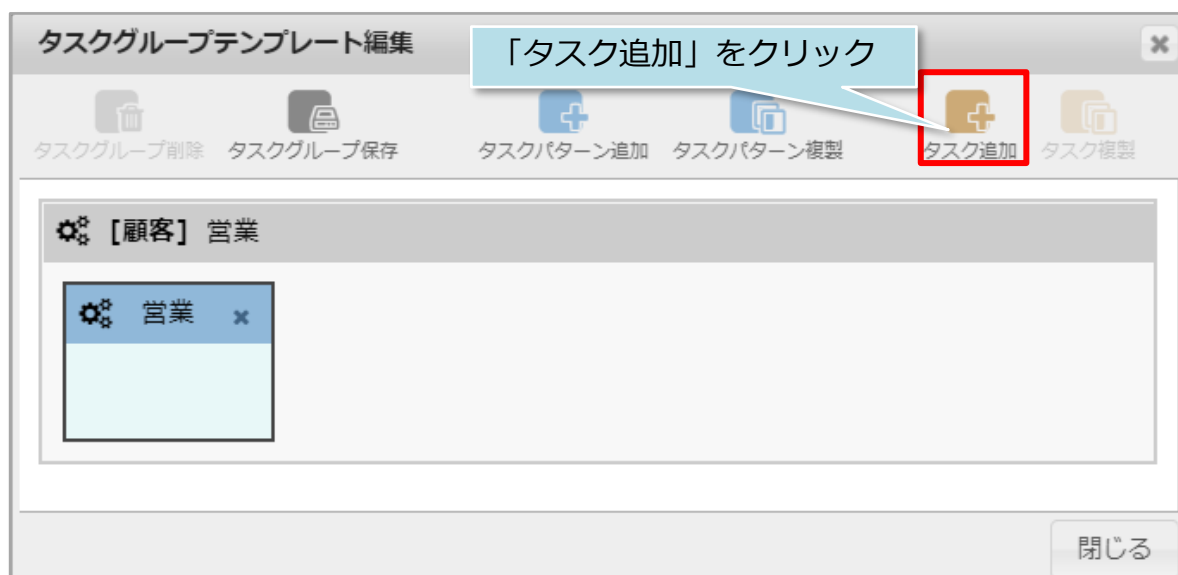 タスクグループテンプレート編集
「タスク追加」をクリック
タスクグループ削除 タスクグループ保存 タスクパターン追加 タスクパターン複製 タスク追加 タスク複製
[顧客] 営業
営業
閉じる